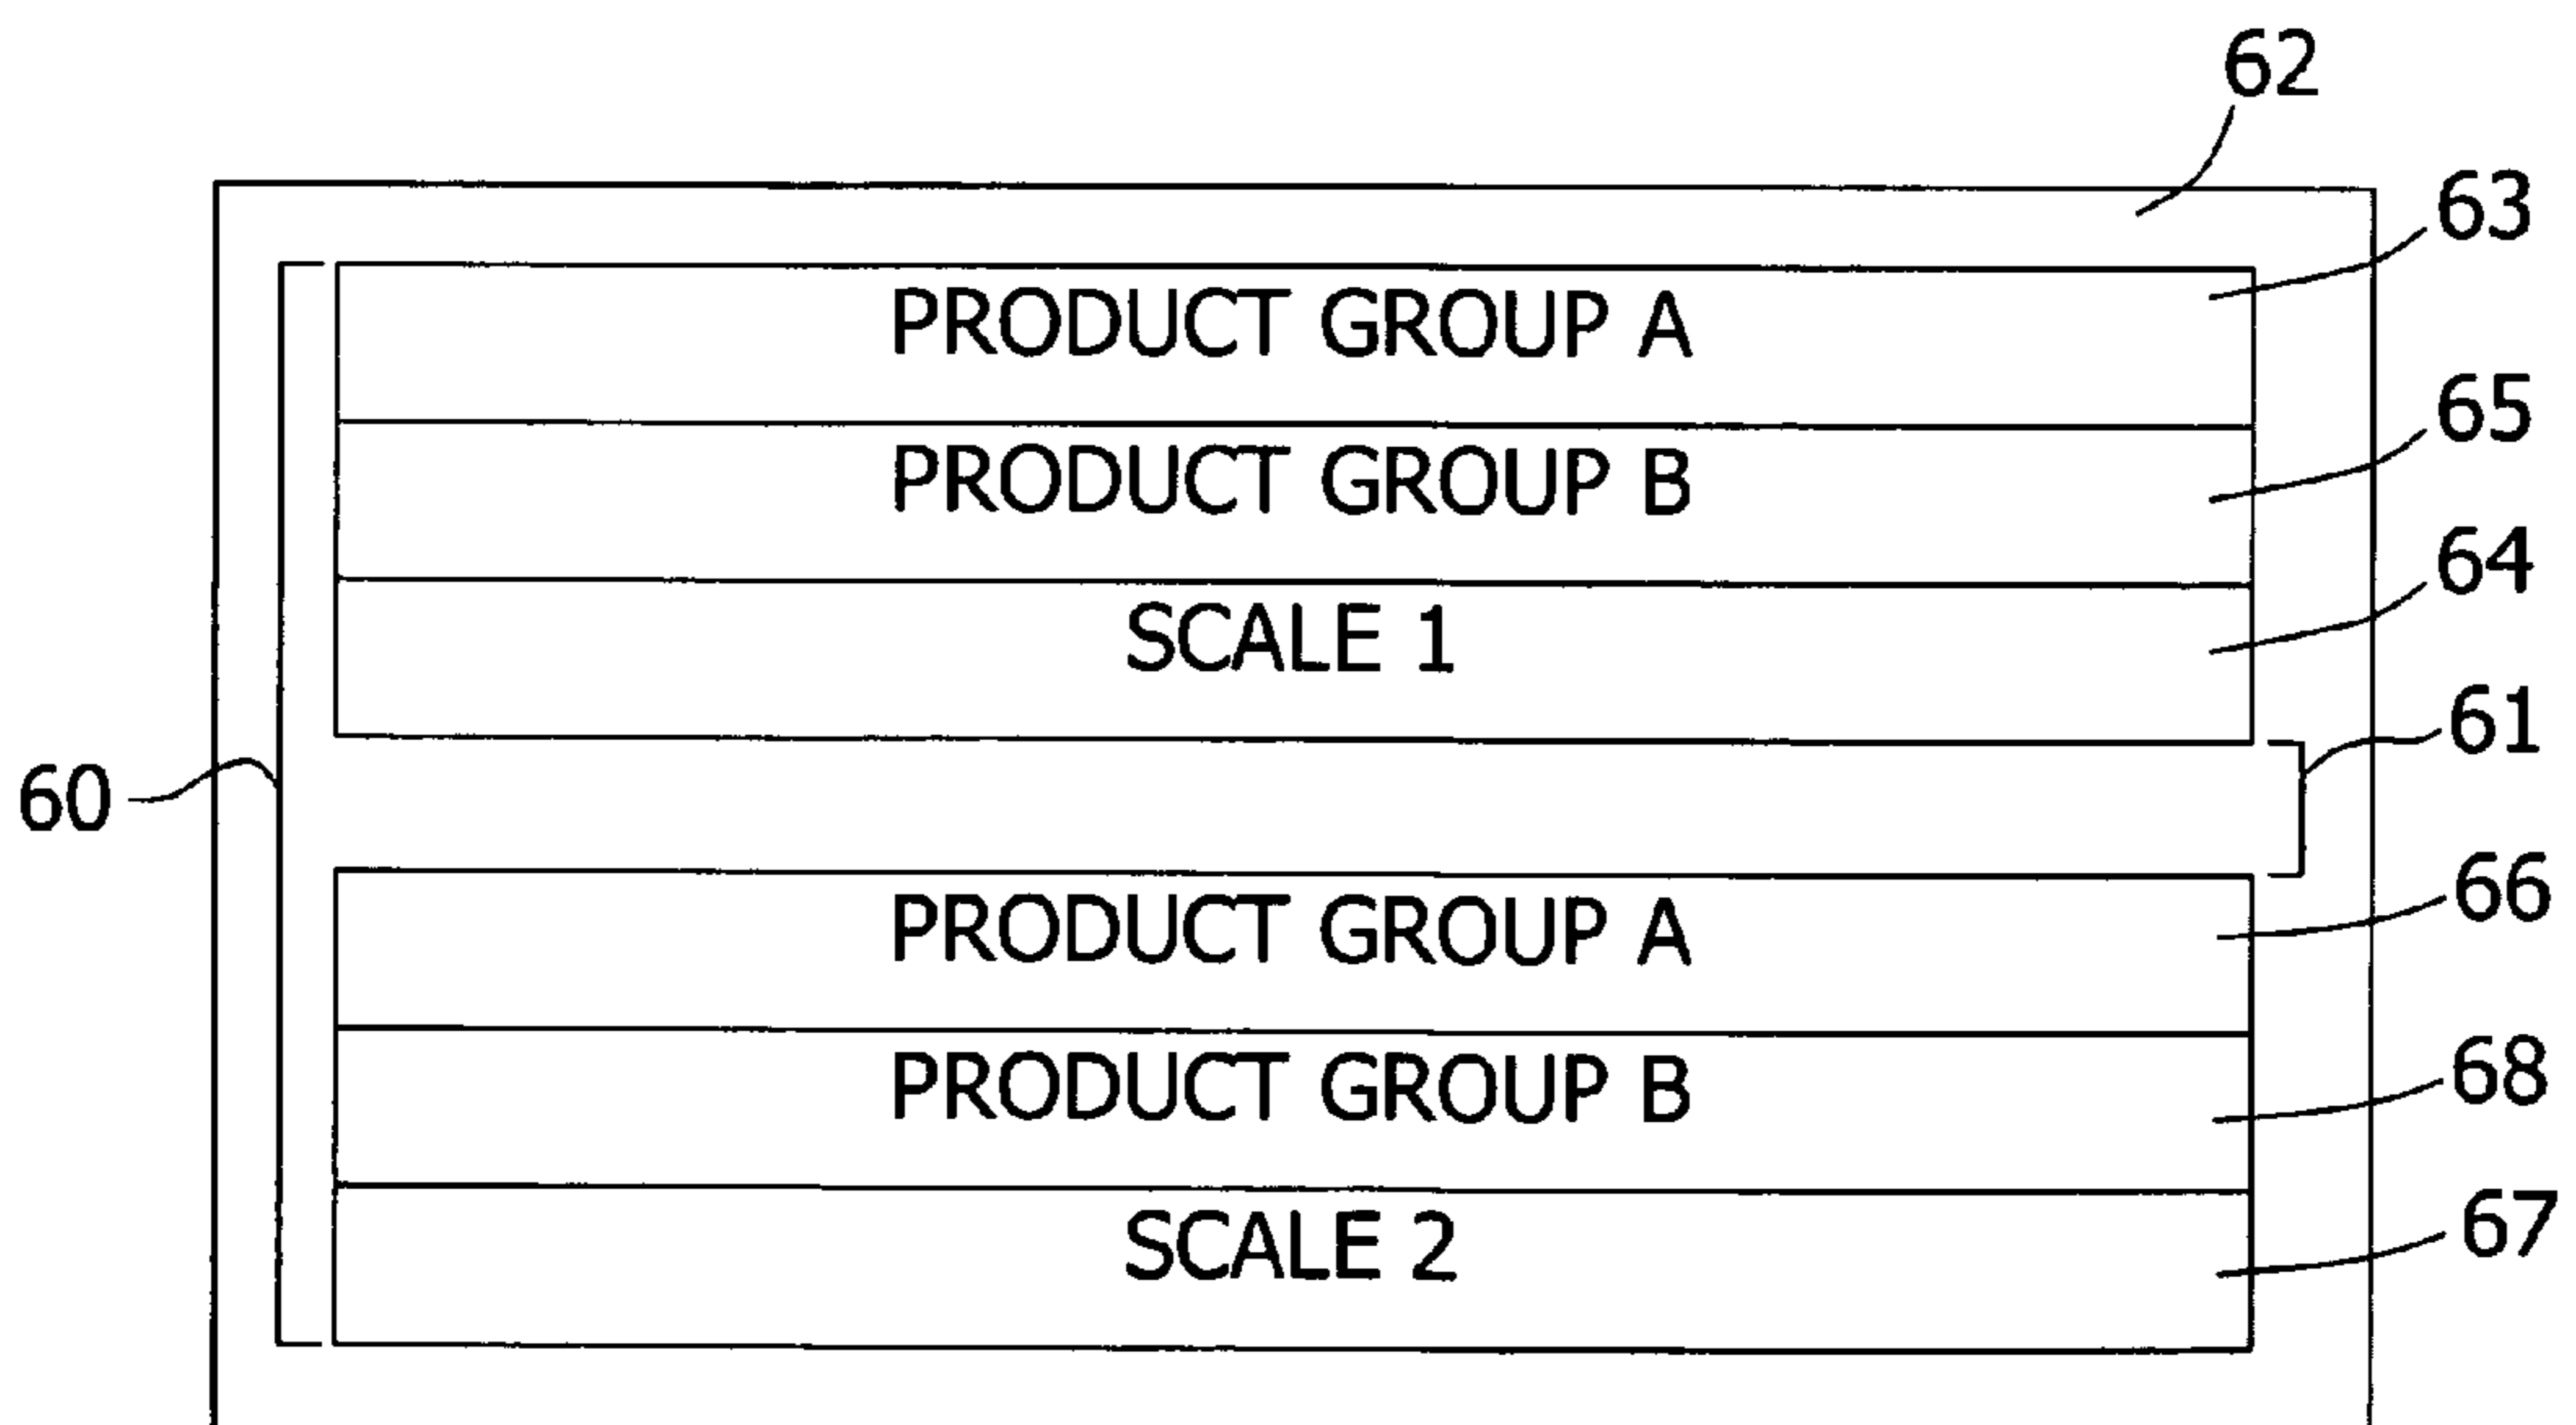 62
63
PRODUCT GROUP A
65
PRODUCT GROUP B
64
SCALE 1
61
60
66
PRODUCT GROUP A
68
PRODUCT GROUP B
67
SCALE 2